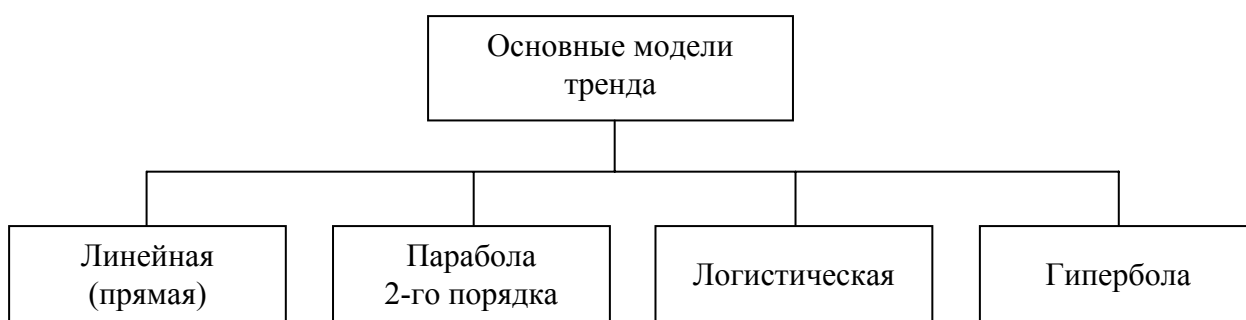 Основные модели
тренда
Линейная
(прямая)
Парабола
2-го порядка
Логистическая
Гипербола